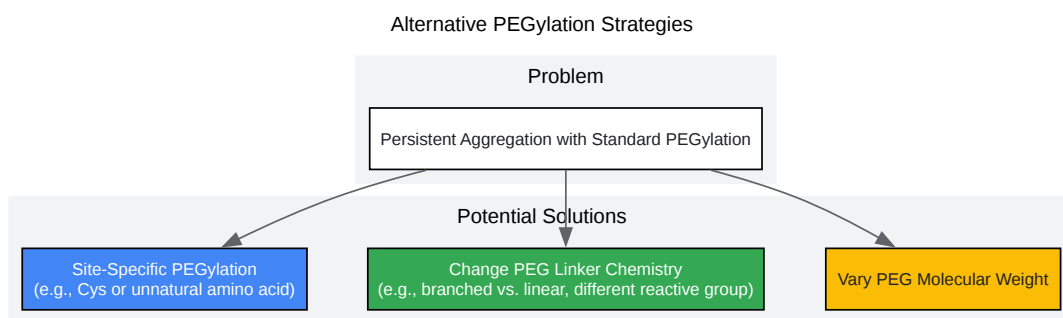 Alternative PEGylation Strategies
Problem
Persistent Aggregation with Standard PEGylation
Potential Solutions
Site-Specific PEGylation
(e.g., Cys or unnatural amino acid)
Change PEG Linker Chemistry
(e.g., branched vs. linear, different reactive group)
Vary PEG Molecular Weight